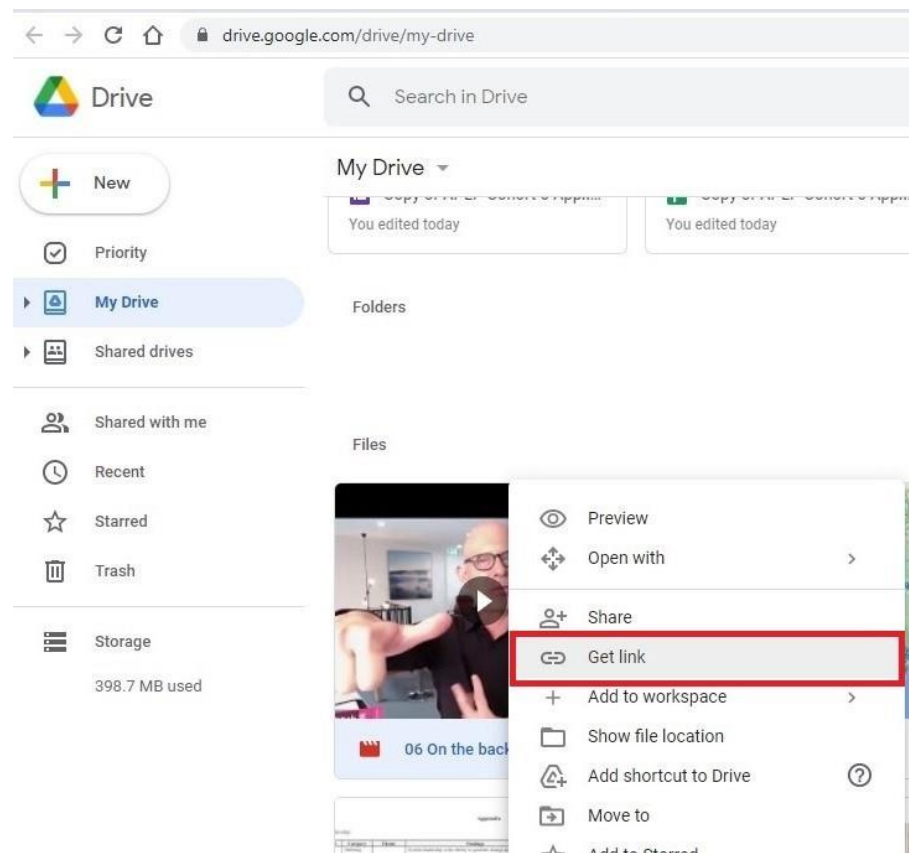 drive.google.com/drive/my-drive
Drive
Search in Drive
New
My Drive
You edited today
You edited today
Priority
My Drive
Shared drives
Folders
Shared with me
Recent
Starred
Trash
Storage
398.7 MB used
Files
06 On the back
Preview
Open with
Share
Get link
Add to workspace
Show file location
Add shortcut to Drive
Move to
Add to Starred